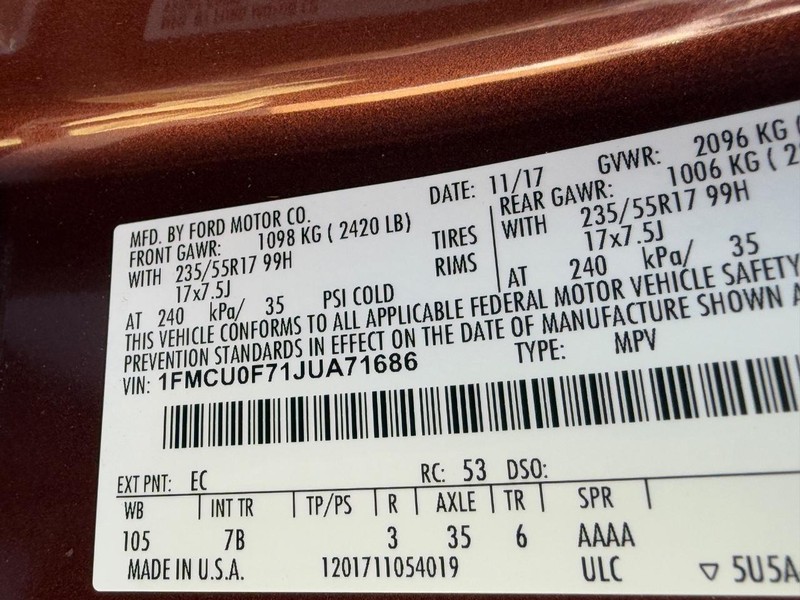 MFD. BY FORD MOTOR CO. DATE: 11/17 GVWR: 2096 KG (
FRONT GAWR: 1098 KG ( 2420 LB) REAR GAWR: 1006 KG ( 2
WITH 235/55R17 99H TIRES WITH 235/55R17 99H
17x7.5J RIMS 17x7.5J
AT 240 kPa/ 35 PSI COLD AT 240 kPa/ 35
THIS VEHICLE CONFORMS TO ALL APPLICABLE FEDERAL MOTOR VEHICLE SAFETY
PREVENTION STANDARDS IN EFFECT ON THE DATE OF MANUFACTURE SHOWN A
VIN: 1FMCU0F71JUA71686 TYPE: MPV
EXT PNT: EC RC: 53 DSO:
WB INT TR TP/PS R AXLE TR SPR
105 7B 3 35 6 AAAA
MADE IN U.S.A. 1201711054019 ULC 5U5A